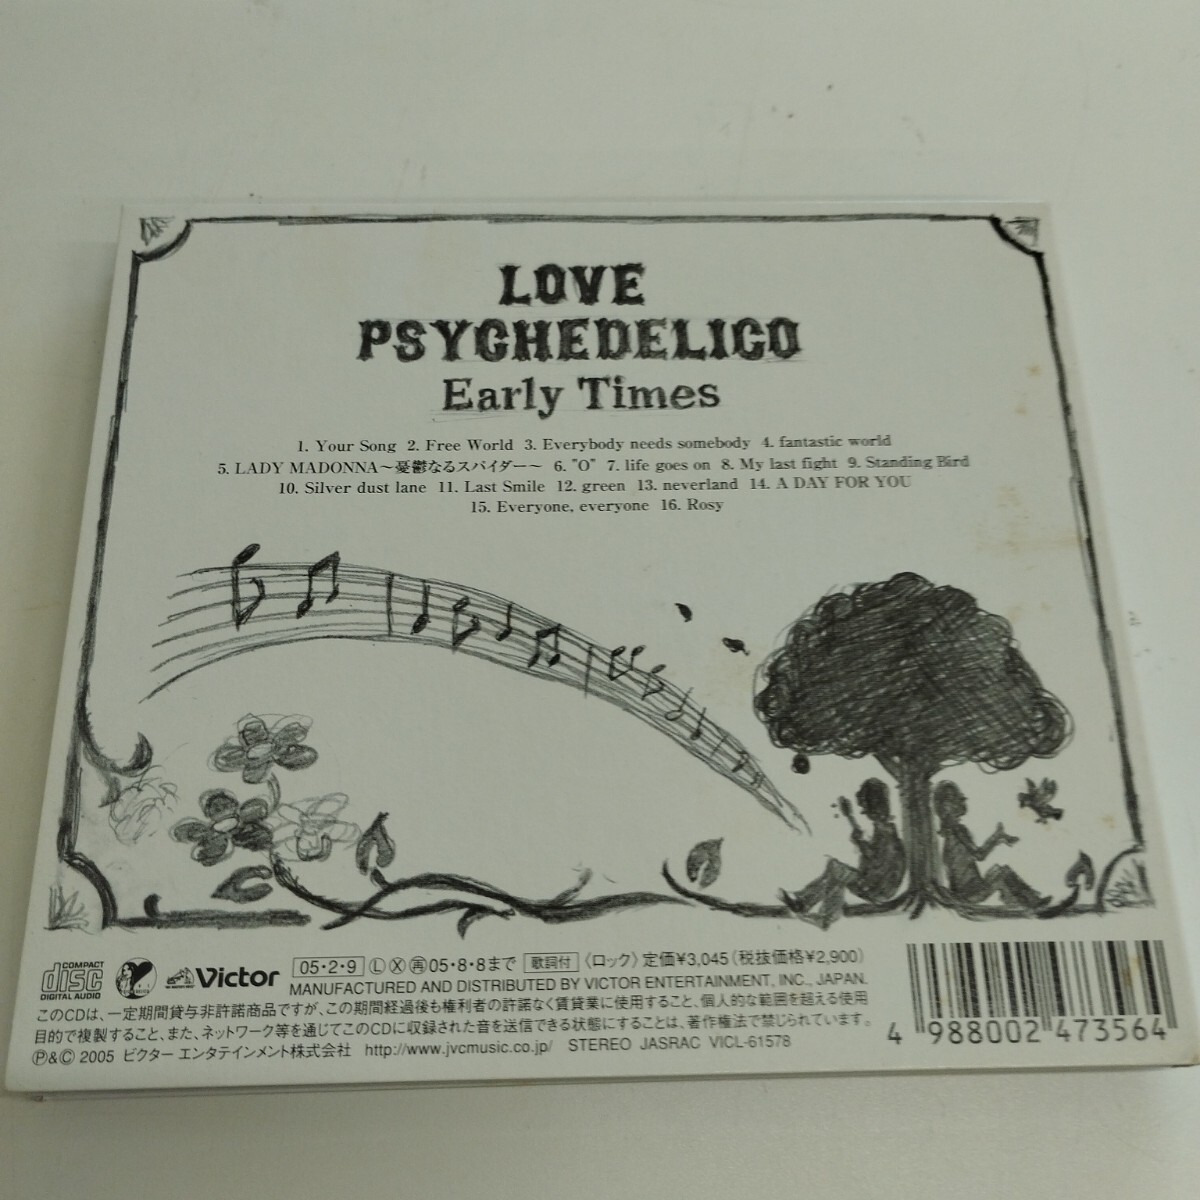 LOVE
PSYCHEDELICO
Early Times
1. Your Song 2. Free World 3. Everybody needs somebody 4. fantastic world
5. LADY MADONNA～憂鬱なるスパイダー～ 6. "O" 7. life goes on 8. My last fight 9. Standing Bird
10. Silver dust lane 11. Last Smile 12. green 13. neverland 14. A DAY FOR YOU
15. Everyone, everyone 16. Rosy
COMPACT disc DIGITAL AUDIO Victor 05・2・9 Ⓛ Ⓧ ㊢05・8・8まで 歌詞付 〈ロック〉定価¥3,045(税抜価格¥2,900)
MANUFACTURED AND DISTRIBUTED BY VICTOR ENTERTAINMENT, INC., JAPAN.
このCDは、一定期間貸与非許諾商品ですが、この期間経過後も権利者の許諾なく賃貸業に使用すること、個人的な範囲を超える使用
目的で複製すること、また、ネットワーク等を通じてこのCDに収録された音を送信できる状態にすることは、著作権法で禁じられています。
Ⓟ&Ⓒ 2005 ビクター エンタテインメント株式会社 http://www.jvcmusic.co.jp/ STEREO JASRAC VICL-61578
4 988002 473564